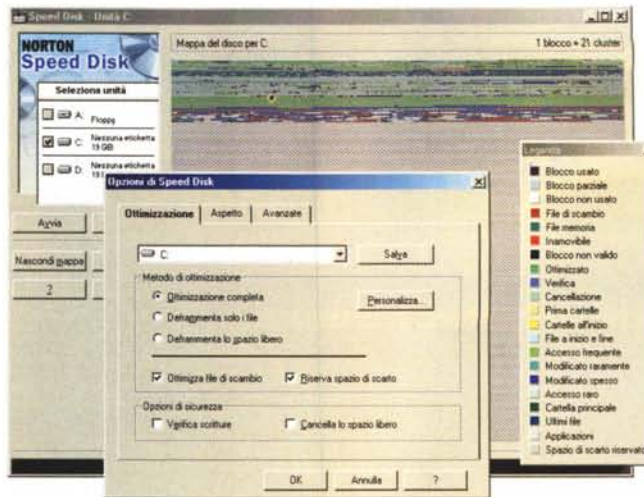 Speed Disk - Unità C:
NORTON
Speed Disk
Seleziona unità
A: Floppy
C: Nessuna etichetta
19 GB
D: Nessuna etichetta
Avvia
Nascondi mappa
2
Mappa del disco per C:
1 blocco = 21 cluster
Opzioni di Speed Disk
Ottimizzazione
Aspetto
Avanzate
C:
Salva
Metodo di ottimizzazione
Ottimizzazione completa
Personalizza...
Deframmenta solo i file
Deframmenta lo spazio libero
Ottimizza file di scambio
Riserva spazio di scarto
Opzioni di sicurezza
Verifica scritture
Cancella lo spazio libero
OK
Annulla
?
Legenda
Blocco usato
Blocco parziale
Blocco non usato
File di scambio
File memoria
Inamovibile
Blocco non valido
Ottimizzato
Verifica
Cancellazione
Prima cartelle
Cartelle all'inizio
File a inizio e fine
Accesso frequente
Modificato raramente
Modificato spesso
Accesso raro
Cartella principale
Ultimi file
Applicazioni
Spazio di scarto riservato